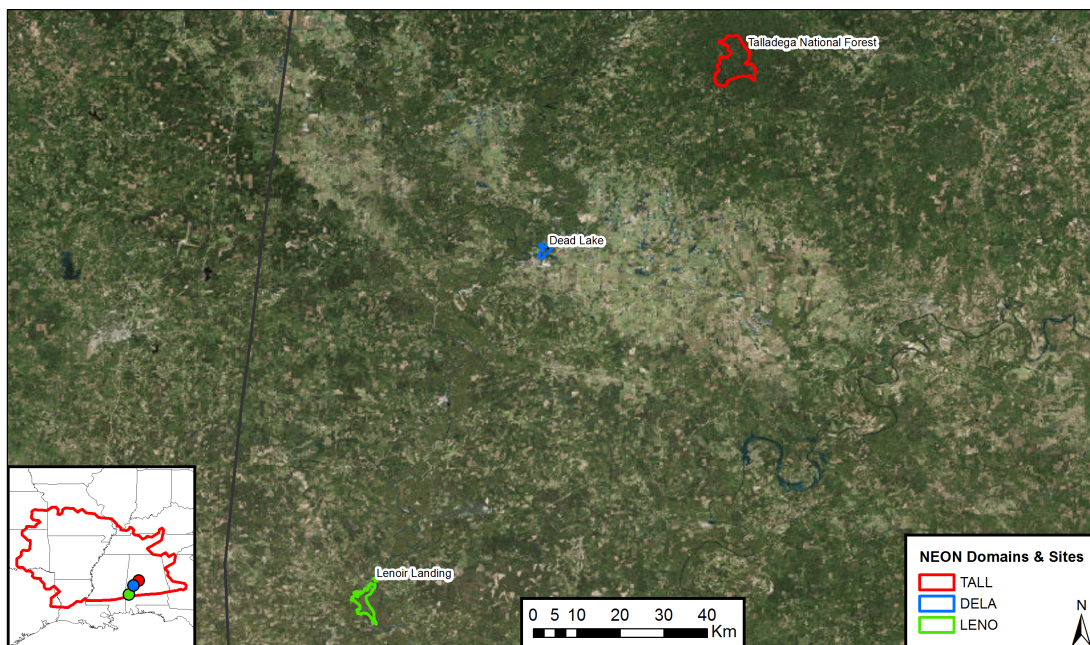 Talladega National Forest
Dead Lake
Lenoir Landing
0 5 10 20 30 40
Km
NEON Domains & Sites
TALL
DELA
LENO
N